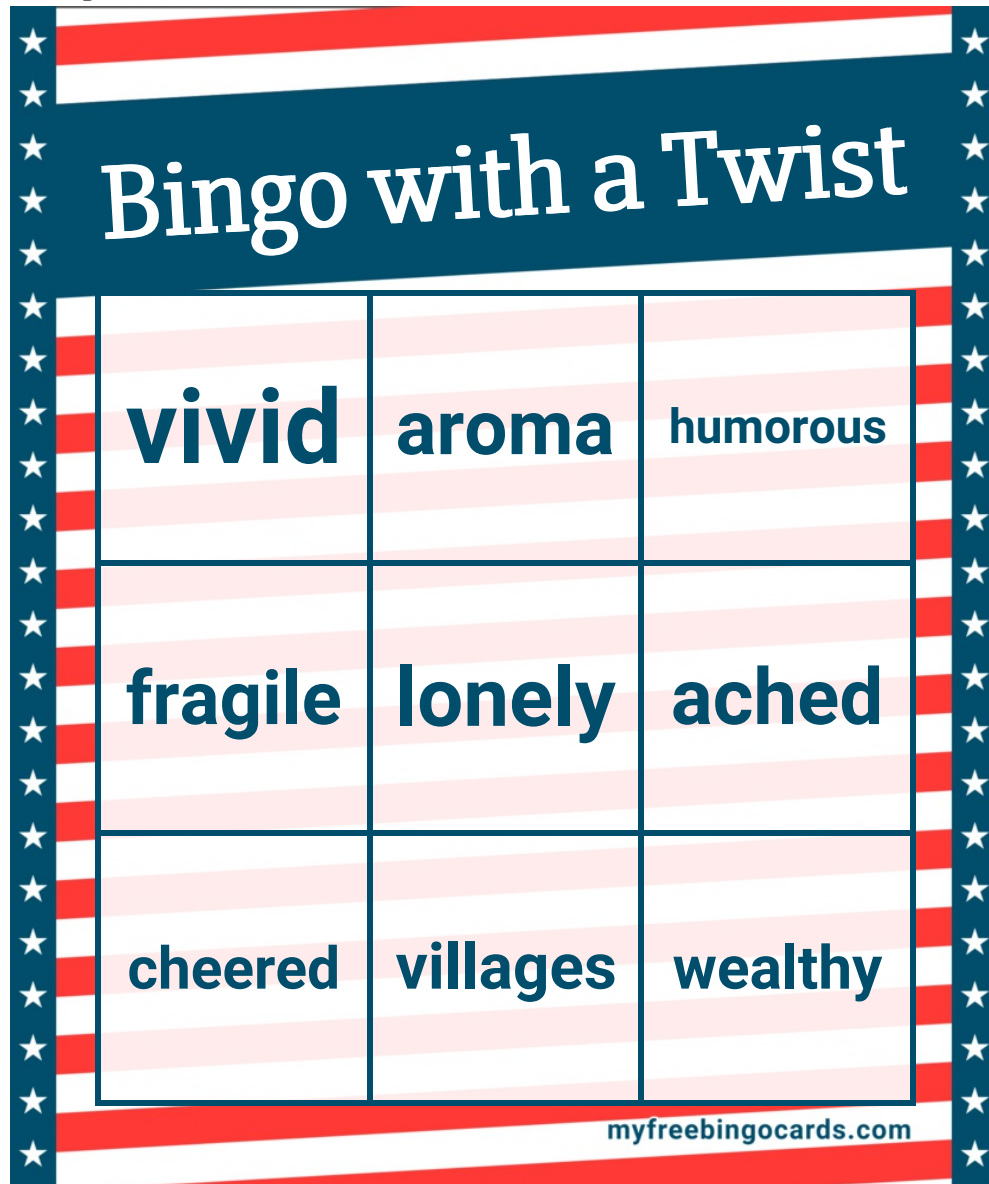 Bingo with a Twist
vivid aroma humorous
fragile lonely ached
cheered villages wealthy
myfreebingocards.com